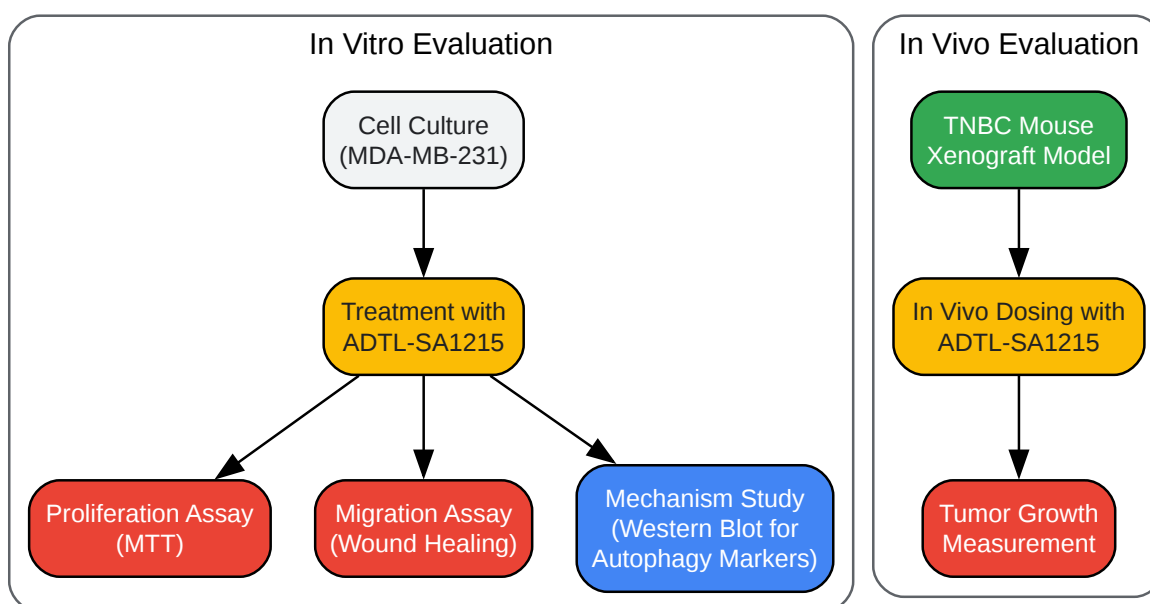 In Vitro Evaluation
Cell Culture
(MDA-MB-231)
Treatment with
ADTL-SA1215
Proliferation Assay
(MTT)
Migration Assay
(Wound Healing)
Mechanism Study
(Western Blot for
Autophagy Markers)
In Vivo Evaluation
TNBC Mouse
Xenograft Model
In Vivo Dosing with
ADTL-SA1215
Tumor Growth
Measurement